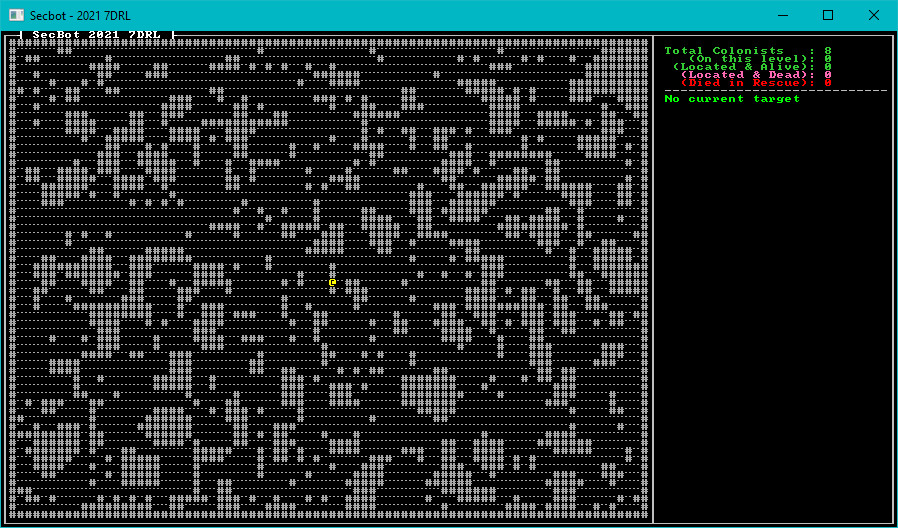 SecBot - 2021 7DRL
[ SecBot 2021 7DRL ]
Total Colonists : 8
(On this level): 0
(Located & Alive): 0
(Located & Dead): 0
(Died in Rescue): 0
No current target